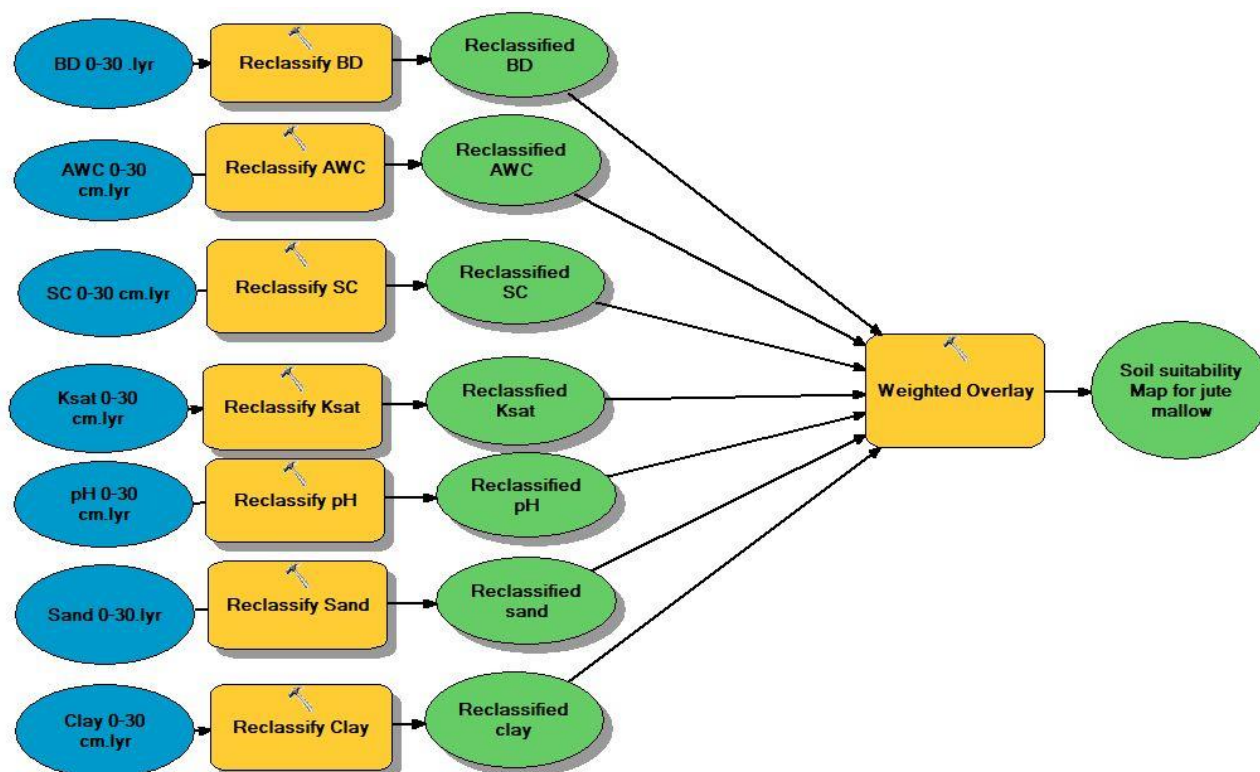 BD 0-30 .lyr
Reclassify BD
Reclassified
BD
AWC 0-30
cm.lyr
Reclassify AWC
Reclassified
AWC
SC 0-30 cm.lyr
Reclassify SC
Reclassified
SC
Ksat 0-30
cm.lyr
Reclassify Ksat
Reclassfied
Ksat
pH 0-30
cm.lyr
Reclassify pH
Reclassified
pH
Sand 0-30.lyr
Reclassify Sand
Reclassified
sand
Clay 0-30
cm.lyr
Reclassify Clay
Reclassified
clay
Weighted Overlay
Soil suitability
Map for jute
mallow